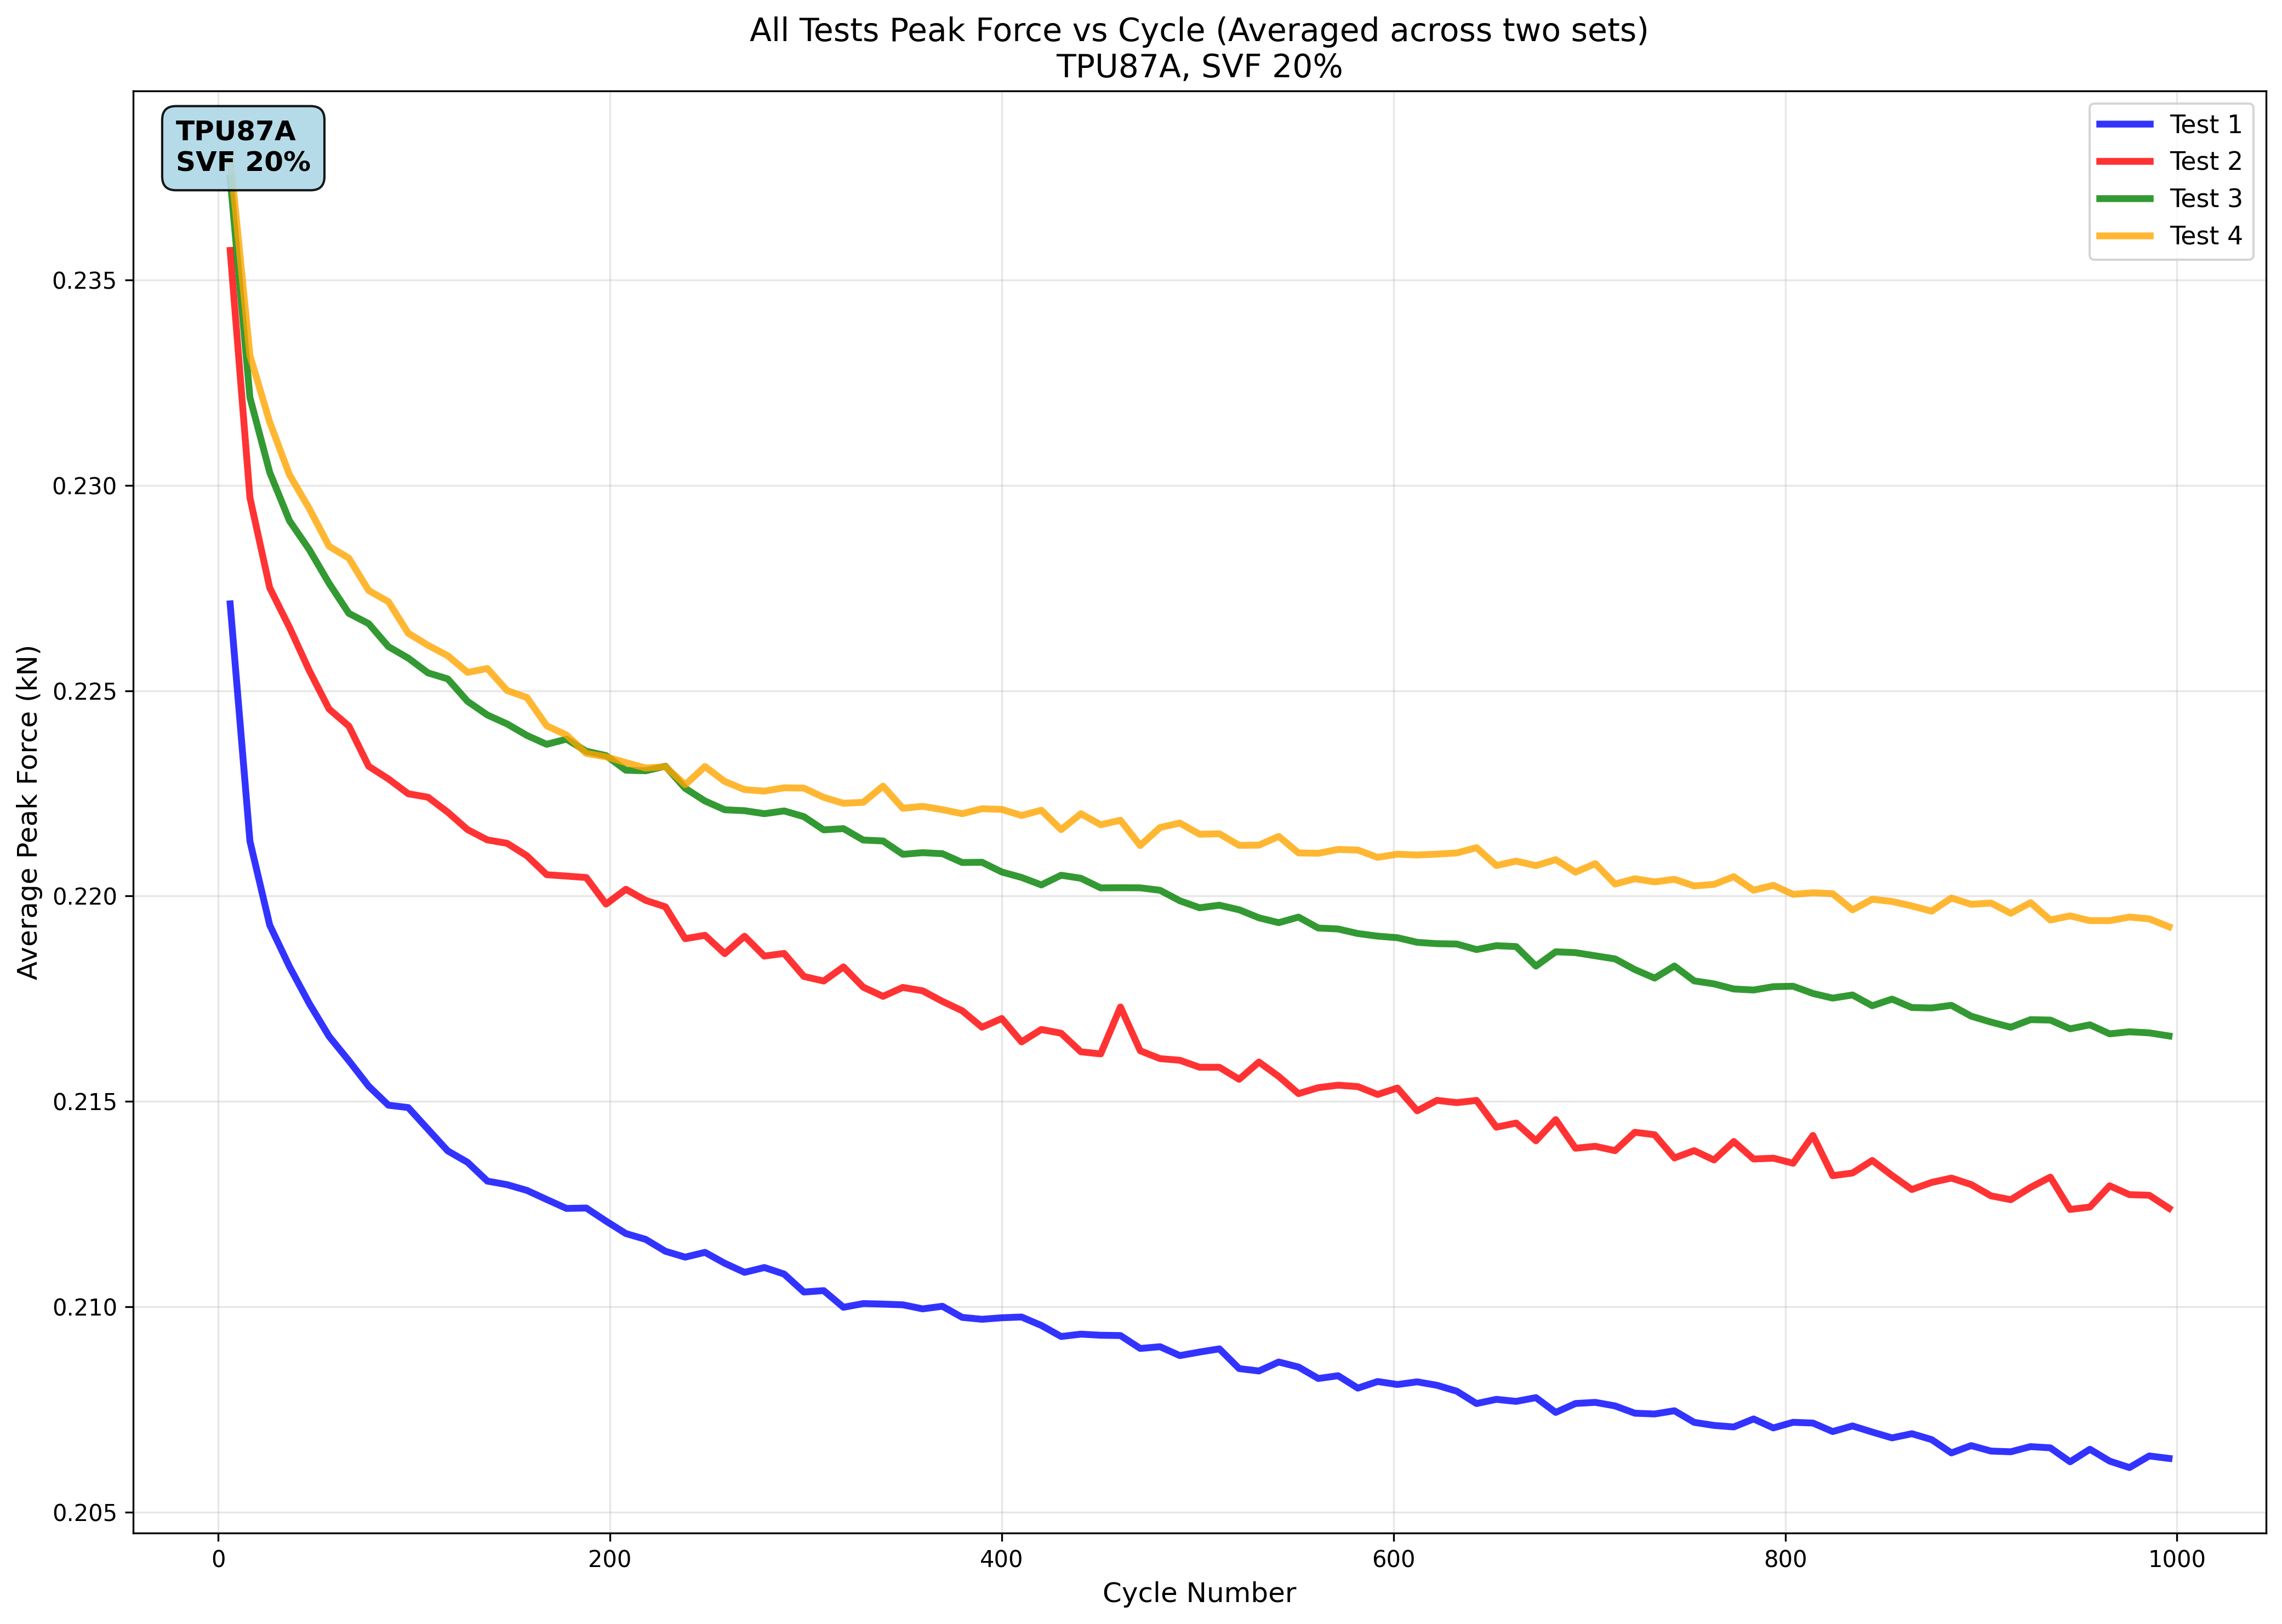 All Tests Peak Force vs Cycle (Averaged across two sets)
TPU87A, SVF 20%
TPU87A
SVF 20%
Test 1
Test 2
Test 3
Test 4
0.235
0.230
0.225
0.220
0.215
0.210
0.205
Average Peak Force (kN)
0
200
400
600
800
1000
Cycle Number